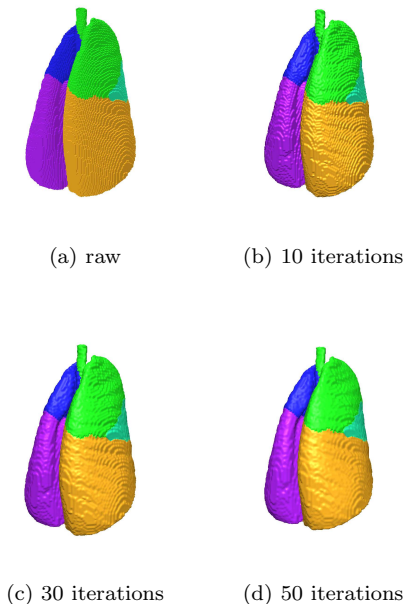 (a) raw
(b) 10 iterations
(c) 30 iterations
(d) 50 iterations